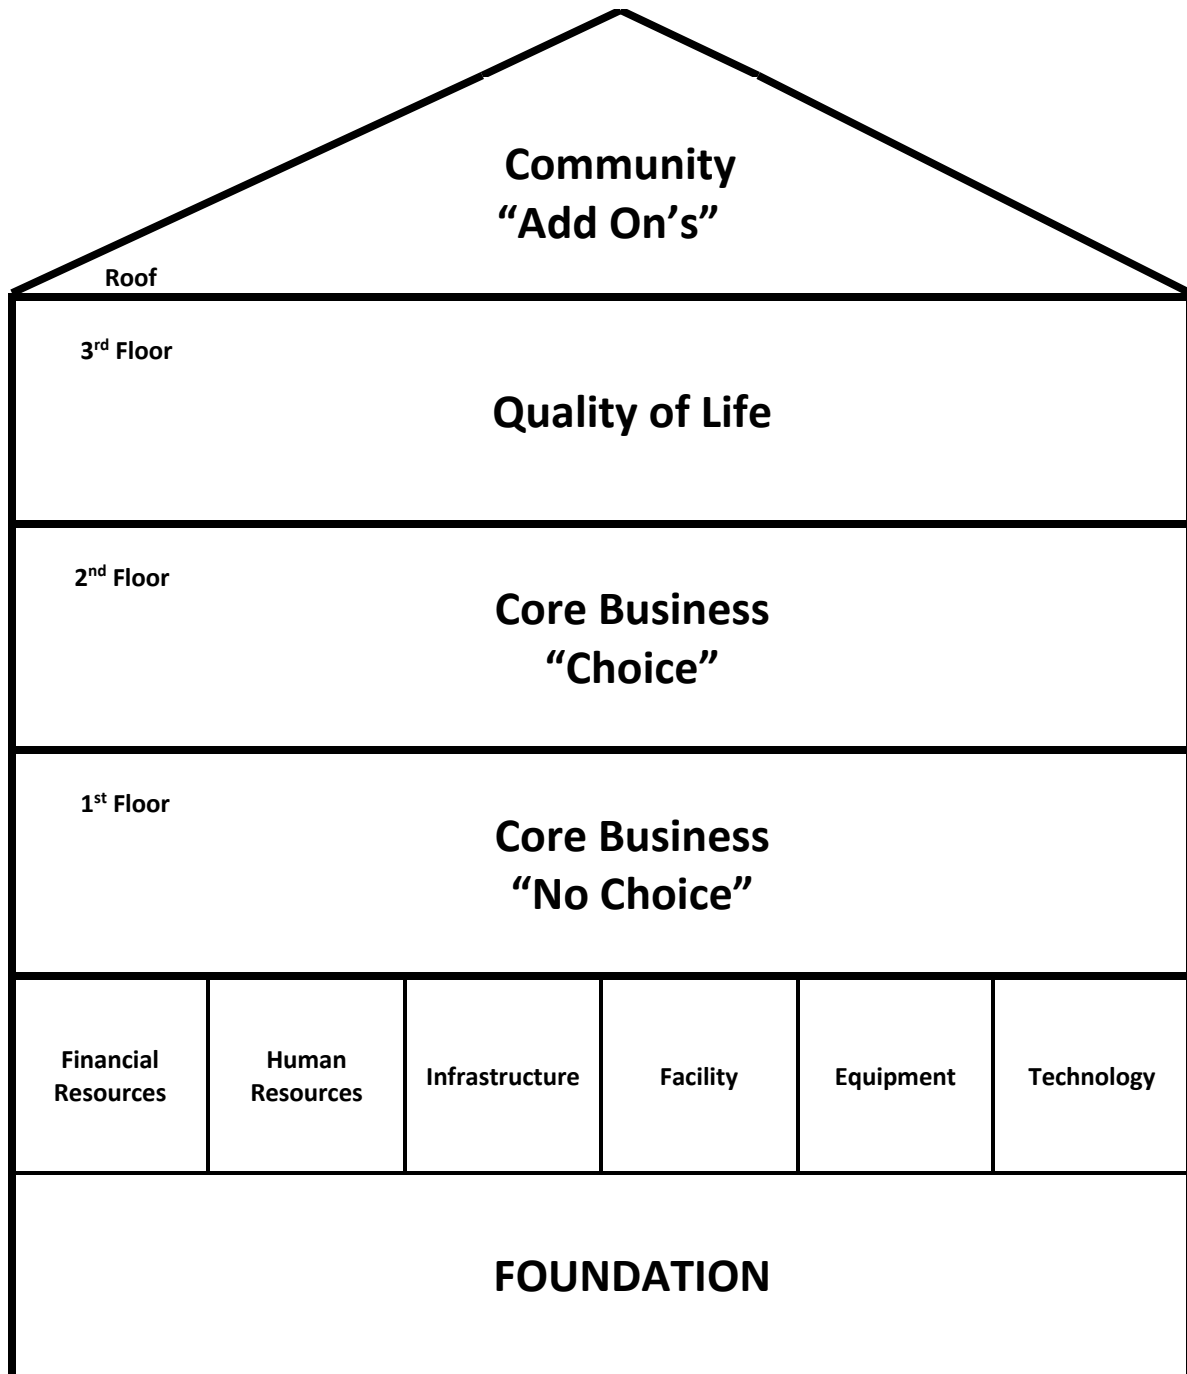 Community
“Add On’s”
Roof
3rd Floor
Quality of Life
2nd Floor
Core Business
“Choice”
1st Floor
Core Business
“No Choice”
Financial
Resources
Human
Resources
Infrastructure
Facility
Equipment
Technology
FOUNDATION